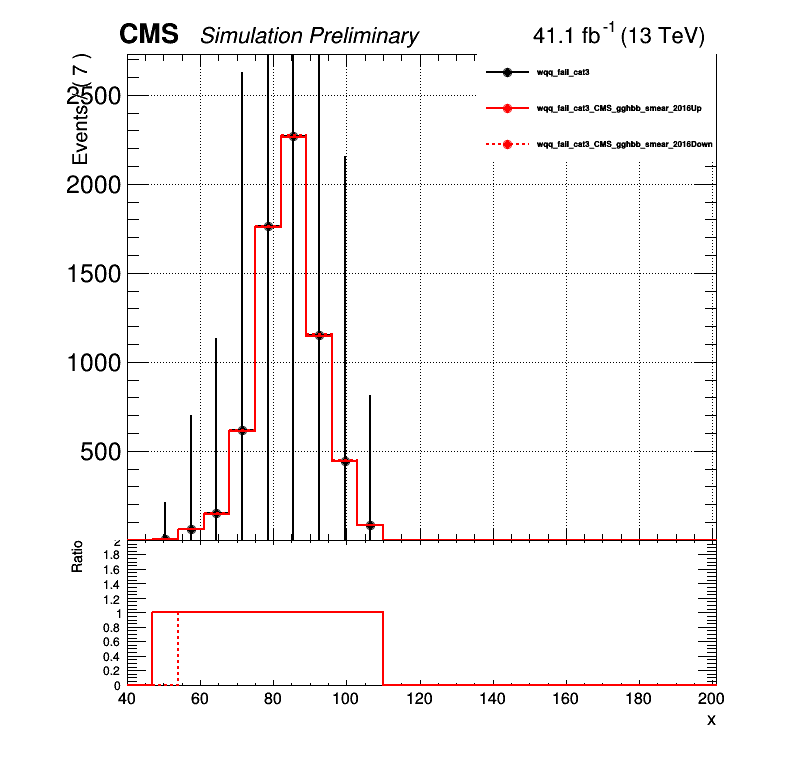 CMS Simulation Preliminary 41.1 fb⁻¹ (13 TeV)
Events / ( 7 )
wqq_fail_cat3
wqq_fail_cat3_CMS_gghbb_smear_2016Up
wqq_fail_cat3_CMS_gghbb_smear_2016Down
2500
2000
1500
1000
500
Ratio
2
1.8
1.6
1.4
1.2
1
0.8
0.6
0.4
0.2
0
40 60 80 100 120 140 160 180 200
x